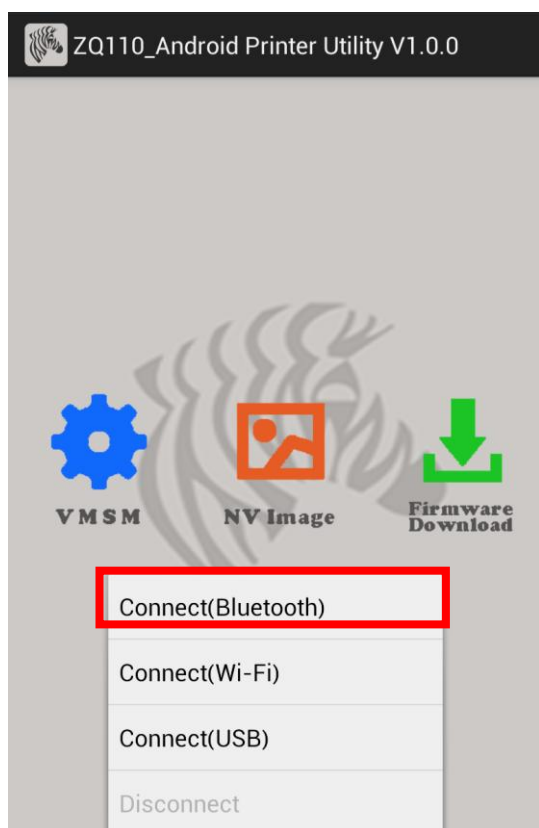 ZQ110_Android Printer Utility V1.0.0
VMSM
NV Image
Firmware
Download
Connect(Bluetooth)
Connect(Wi-Fi)
Connect(USB)
Disconnect